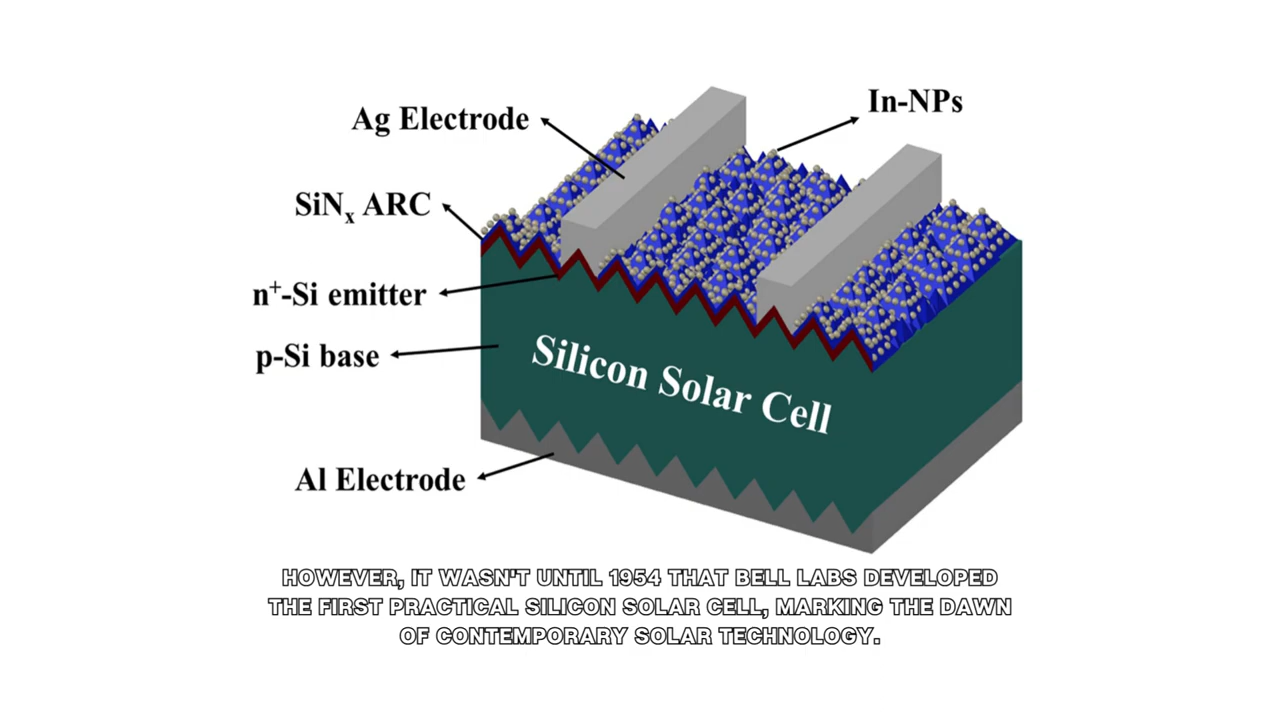 In-NPs
Ag Electrode
SiNx ARC
n+-Si emitter
p-Si base
Silicon Solar Cell
Al Electrode
HOWEVER, IT WASN'T UNTIL 1954 THAT BELL LABS DEVELOPED
THE FIRST PRACTICAL SILICON SOLAR CELL, MARKING THE DAWN
OF CONTEMPORARY SOLAR TECHNOLOGY.